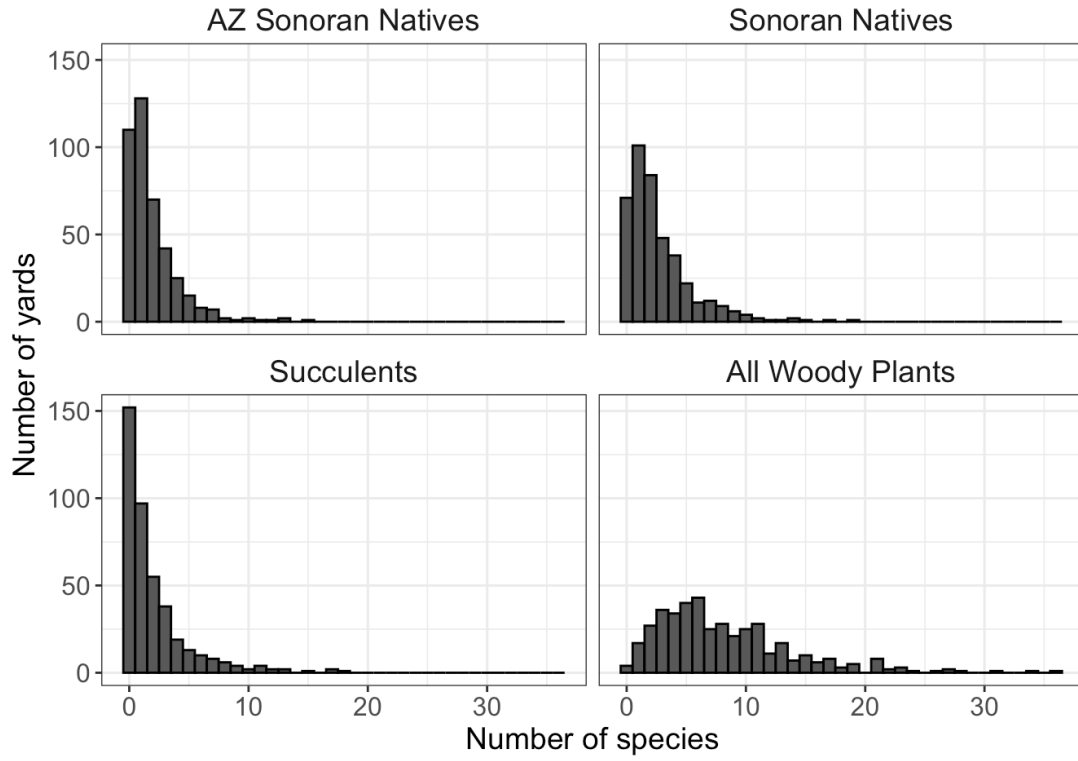 AZ Sonoran Natives
Sonoran Natives
150
100
50
0
Succulents
All Woody Plants
150
100
50
0
0 10 20 30
0 10 20 30
Number of species
Number of yards